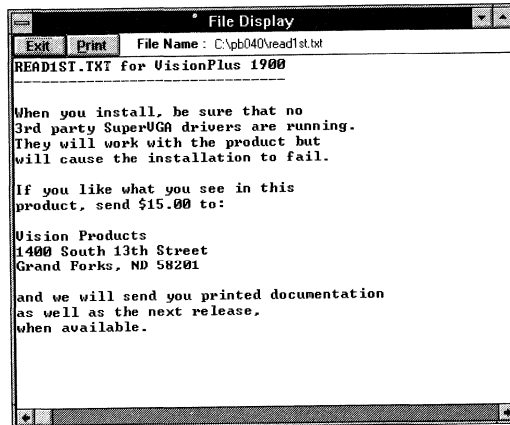 File Display
Exit Print File Name : C:\pb040\read1st.txt
READ1ST.TXT for VisionPlus 1900
--------------------------------
When you install, be sure that no
3rd party SuperVGA drivers are running.
They will work with the product but
will cause the installation to fail.
If you like what you see in this
product, send $15.00 to:
Vision Products
1400 South 13th Street
Grand Forks, ND 58201
and we will send you printed documentation
as well as the next release,
when available.